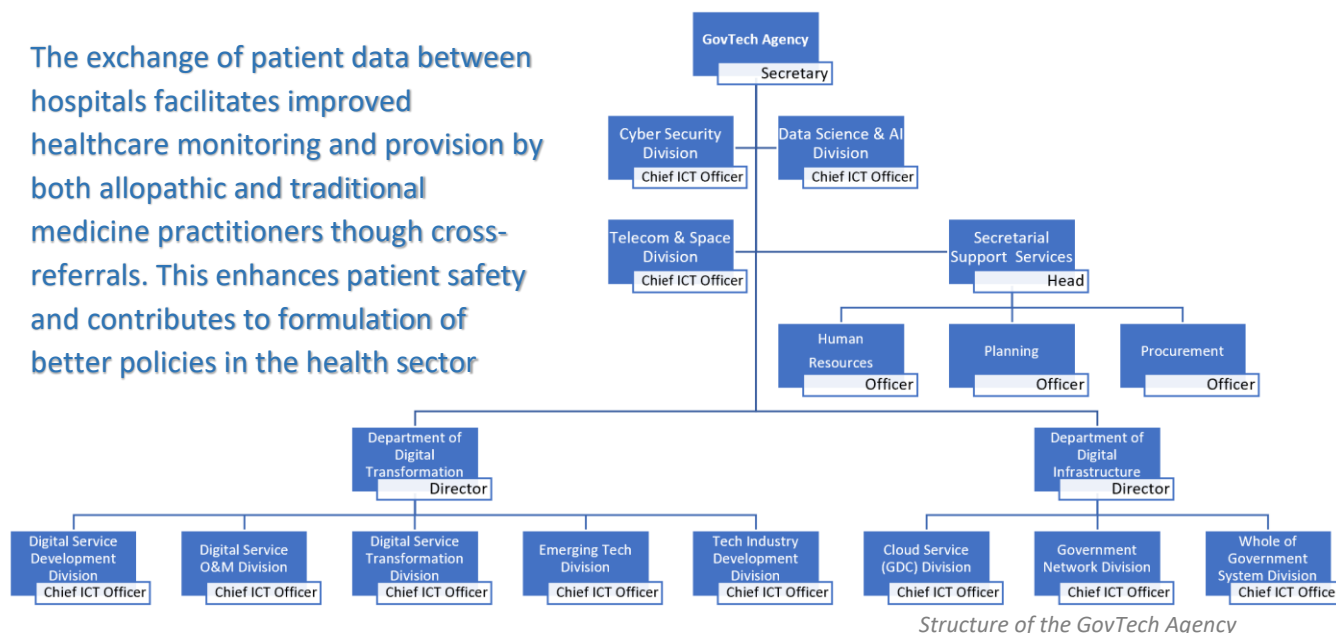 The exchange of patient data between
hospitals facilitates improved
healthcare monitoring and provision by
both allopathic and traditional
medicine practitioners though cross-
referrals. This enhances patient safety
and contributes to formulation of
better policies in the health sector
GovTech Agency
Secretary
Cyber Security
Division
Chief ICT Officer
Data Science & AI
Division
Chief ICT Officer
Telecom & Space
Division
Chief ICT Officer
Secretarial
Support Services
Head
Human
Resources
Officer
Planning
Officer
Procurement
Officer
Department of
Digital
Transformation
Director
Department of
Digital
Infrastructure
Director
Digital Service
Development
Division
Chief ICT Officer
Digital Service
O&M Division
Chief ICT Officer
Digital Service
Transformation
Division
Chief ICT Officer
Emerging Tech
Division
Chief ICT Officer
Tech Industry
Development
Division
Chief ICT Officer
Cloud Service
(GDC) Division
Chief ICT Officer
Government
Network Division
Chief ICT Officer
Whole of
Government
System Division
Chief ICT Office
Structure of the GovTech Agency